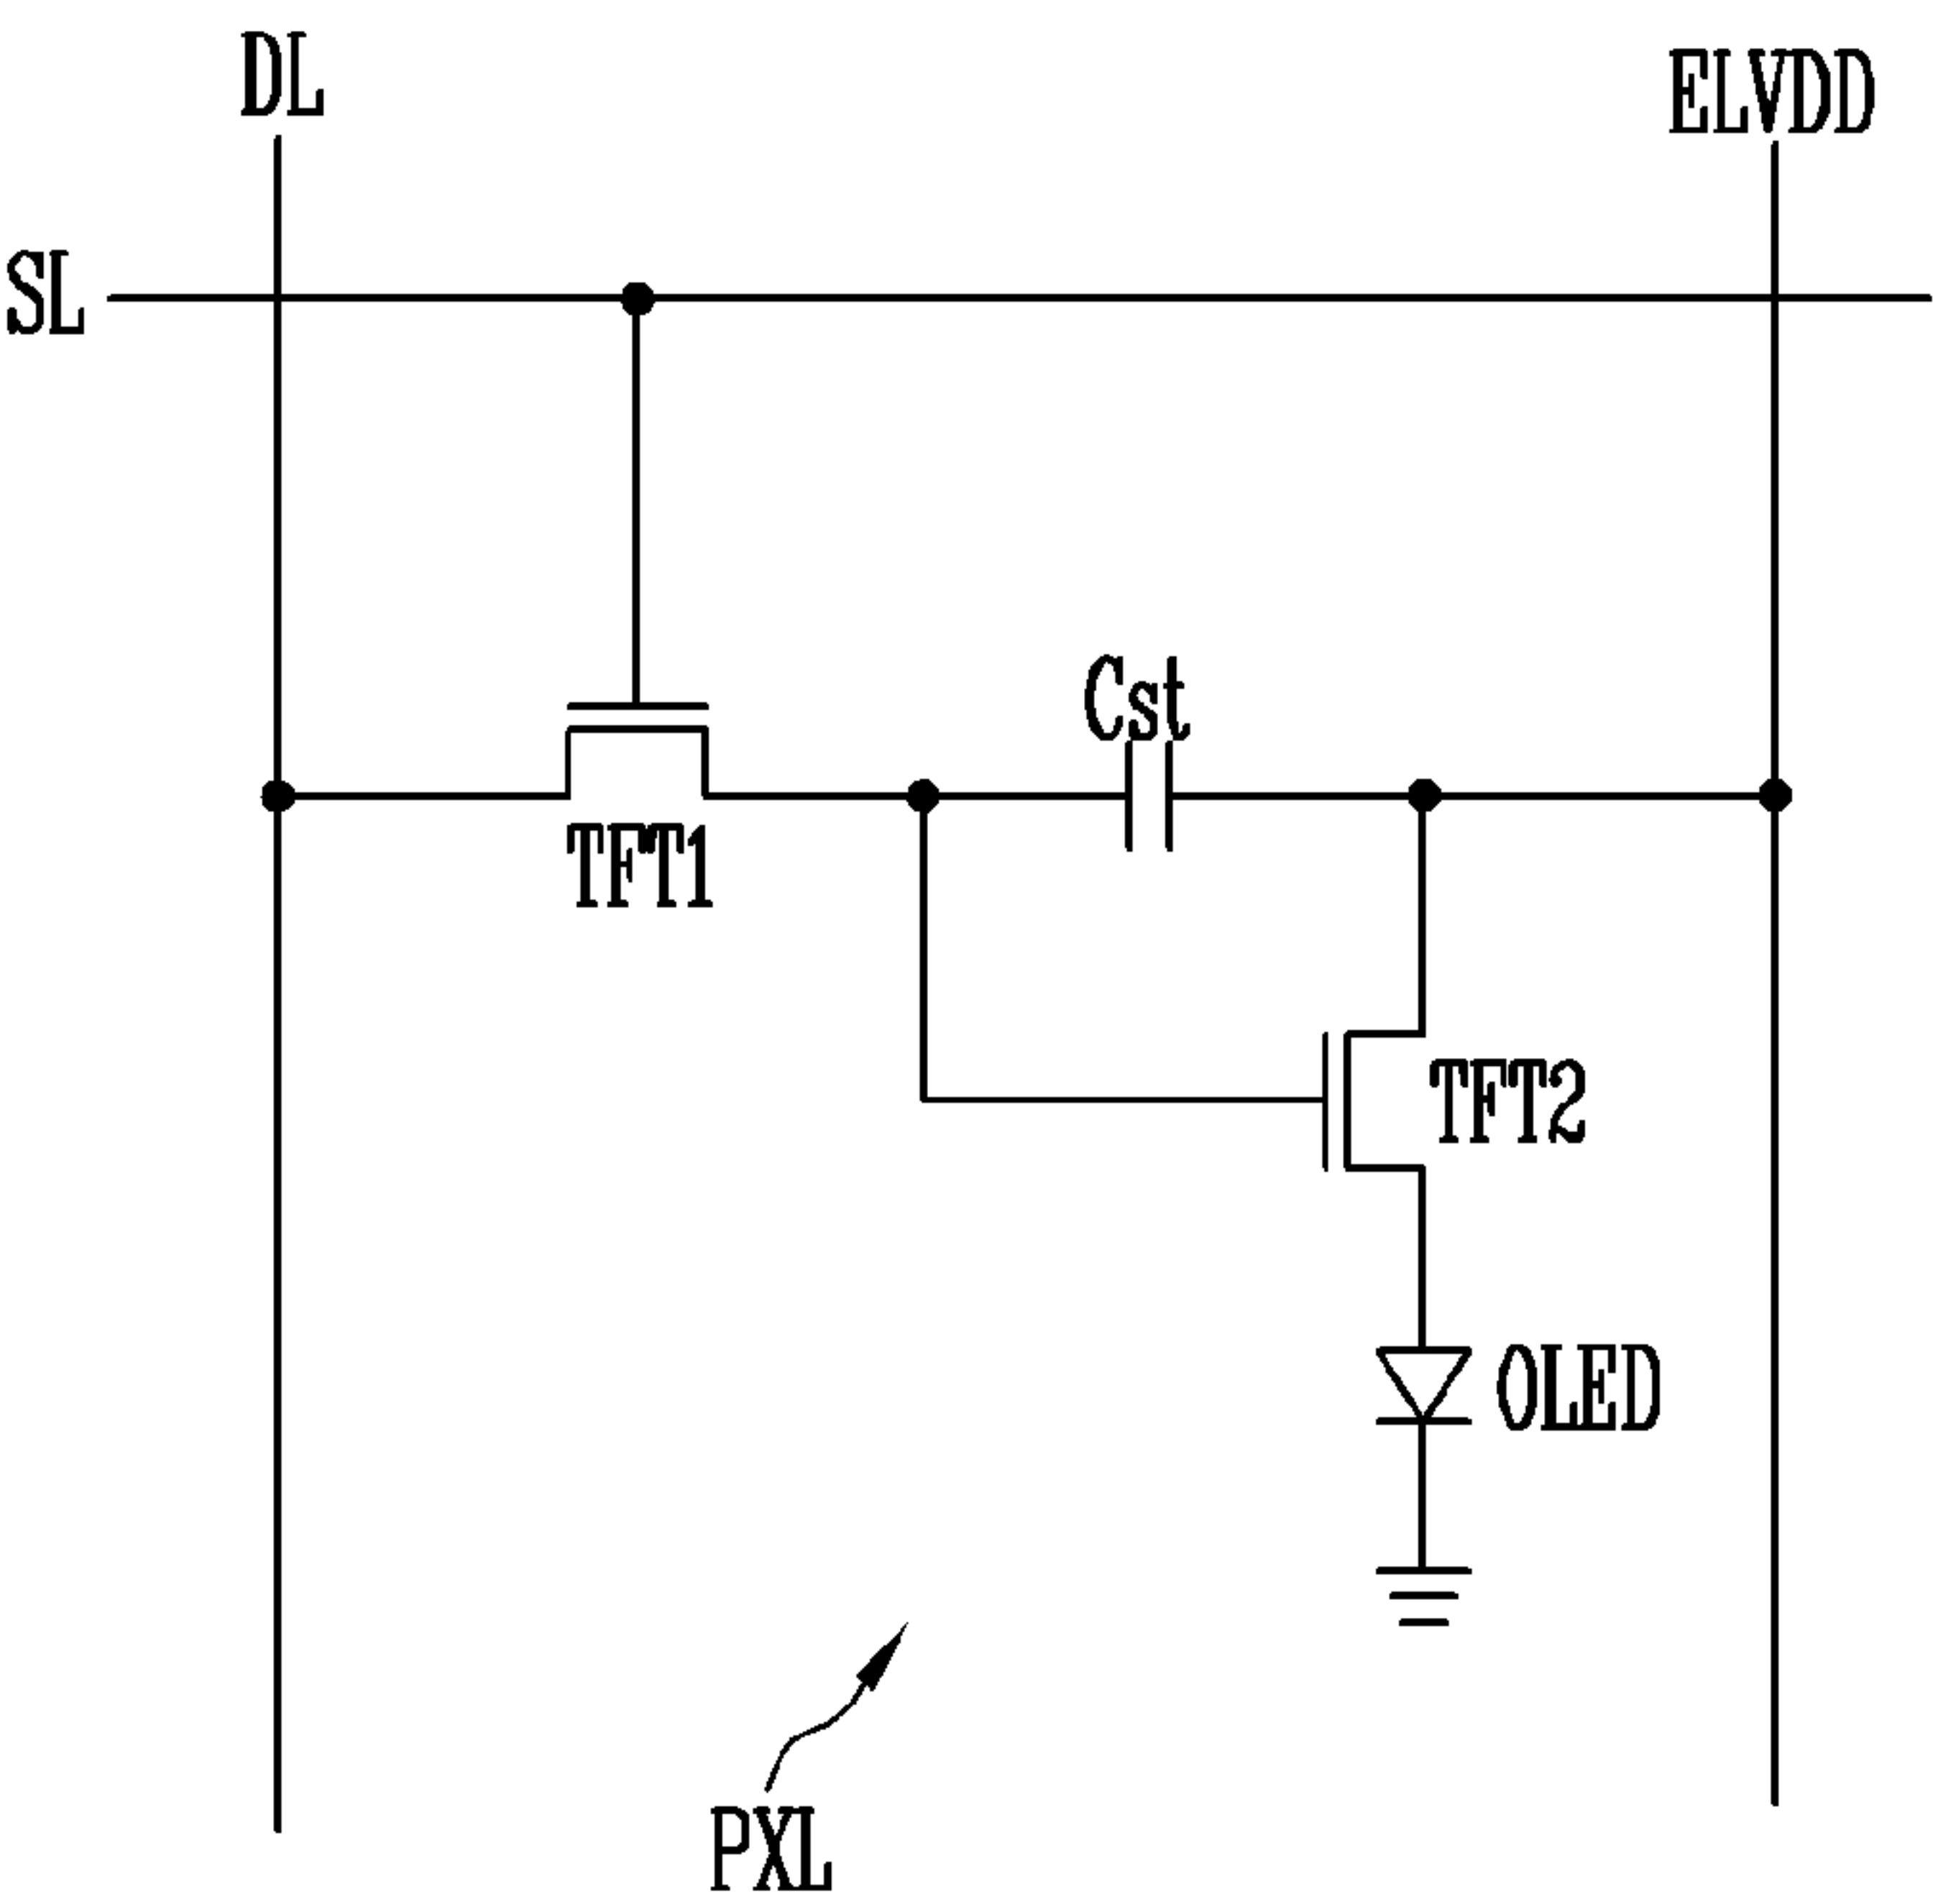 DL
ELVDD
SL
Cst
TFT1
TFT2
OLED
PXL